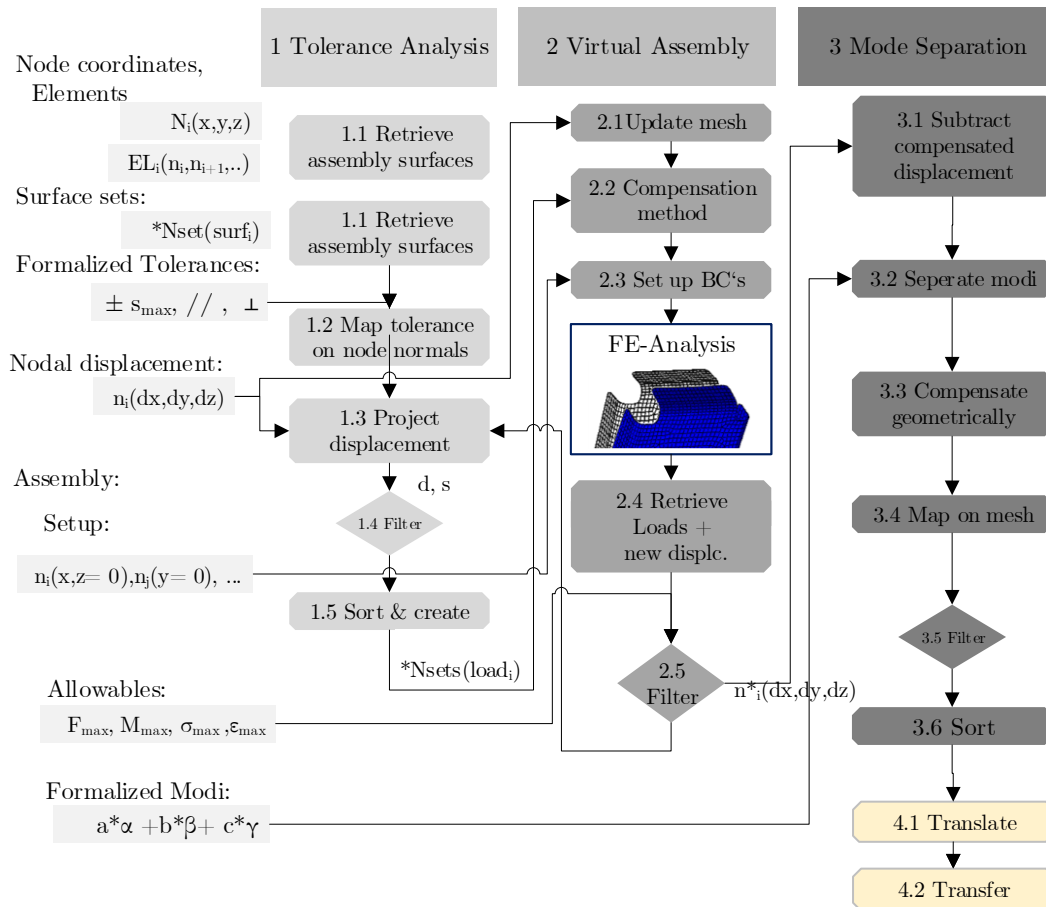 1 Tolerance Analysis
2 Virtual Assembly
3 Mode Separation
Node coordinates,
Elements
Nᵢ(x,y,z)
ELᵢ(nᵢ,nᵢ₊₁,..)
Surface sets:
*Nset(surfᵢ)
Formalized Tolerances:
± sₘₐₓ, // , ⊥
Nodal displacement:
nᵢ(dx,dy,dz)
Assembly:
Setup:
nᵢ(x,z= 0),nⱼ(y= 0), ...
Allowables:
Fₘₐₓ, Mₘₐₓ, σₘₐₓ ,εₘₐₓ
Formalized Modi:
a*α +b*β+ c*γ
1.1 Retrieve
assembly surfaces
1.1 Retrieve
assembly surfaces
1.2 Map tolerance
on node normals
1.3 Project
displacement
d, s
1.4 Filter
1.5 Sort & create
*Nsets(loadᵢ)
2.1Update mesh
2.2 Compensation
method
2.3 Set up BC‘s
FE-Analysis
2.4 Retrieve
Loads +
new displc.
2.5
Filter
n*ᵢ(dx,dy,dz)
3.1 Subtract
compensated
displacement
3.2 Seperate modi
3.3 Compensate
geometrically
3.4 Map on mesh
3.5 Filter
3.6 Sort
4.1 Translate
4.2 Transfer